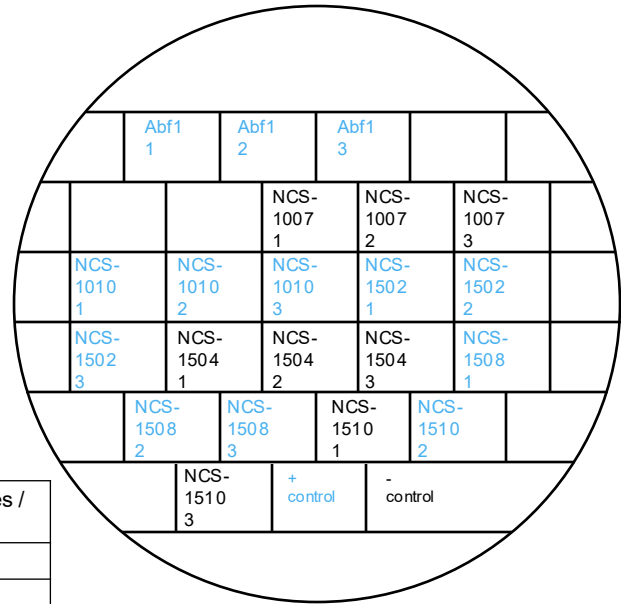 Abf1 Abf1 Abf1
1 2 3
NCS- NCS- NCS-
1007 1007 1007
1 2 3
NCS- NCS- NCS- NCS- NCS-
1010 1010 1010 1502 1502
1 2 3 1 2
NCS- NCS- NCS- NCS- NCS-
1502 1504 1504 1504 1508
3 1 2 3 1
NCS- NCS- NCS- NCS-
1508 1508 1510 1510
2 3 1 2
NCS- + -
1510 control control
3
es /